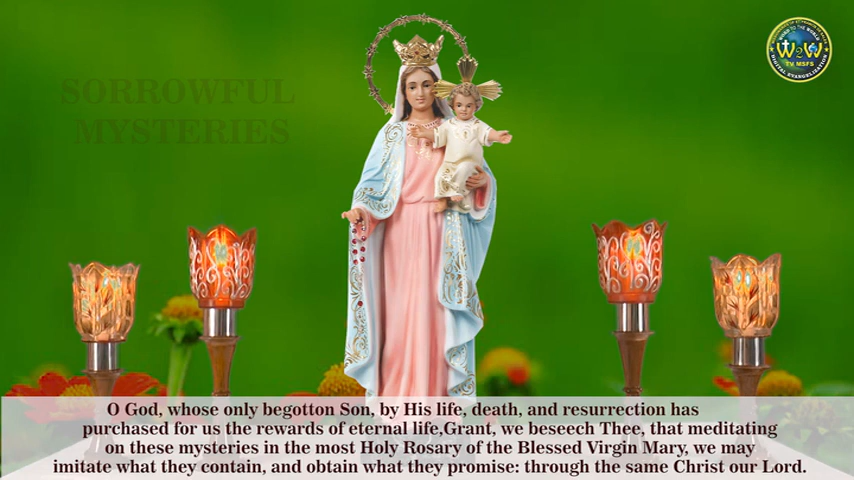 SORROWFUL
MYSTERIES
W2W
TV MSFS
DIGITAL EVANGELIZATION
O God, whose only begotton Son, by His life, death, and resurrection has
purchased for us the rewards of eternal life,Grant, we beseech Thee, that meditating
on these mysteries in the most Holy Rosary of the Blessed Virgin Mary, we may
imitate what they contain, and obtain what they promise: through the same Christ our Lord.